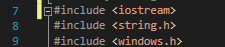 7 #include <iostream>
8 #include <string.h>
9 #include <windows.h>